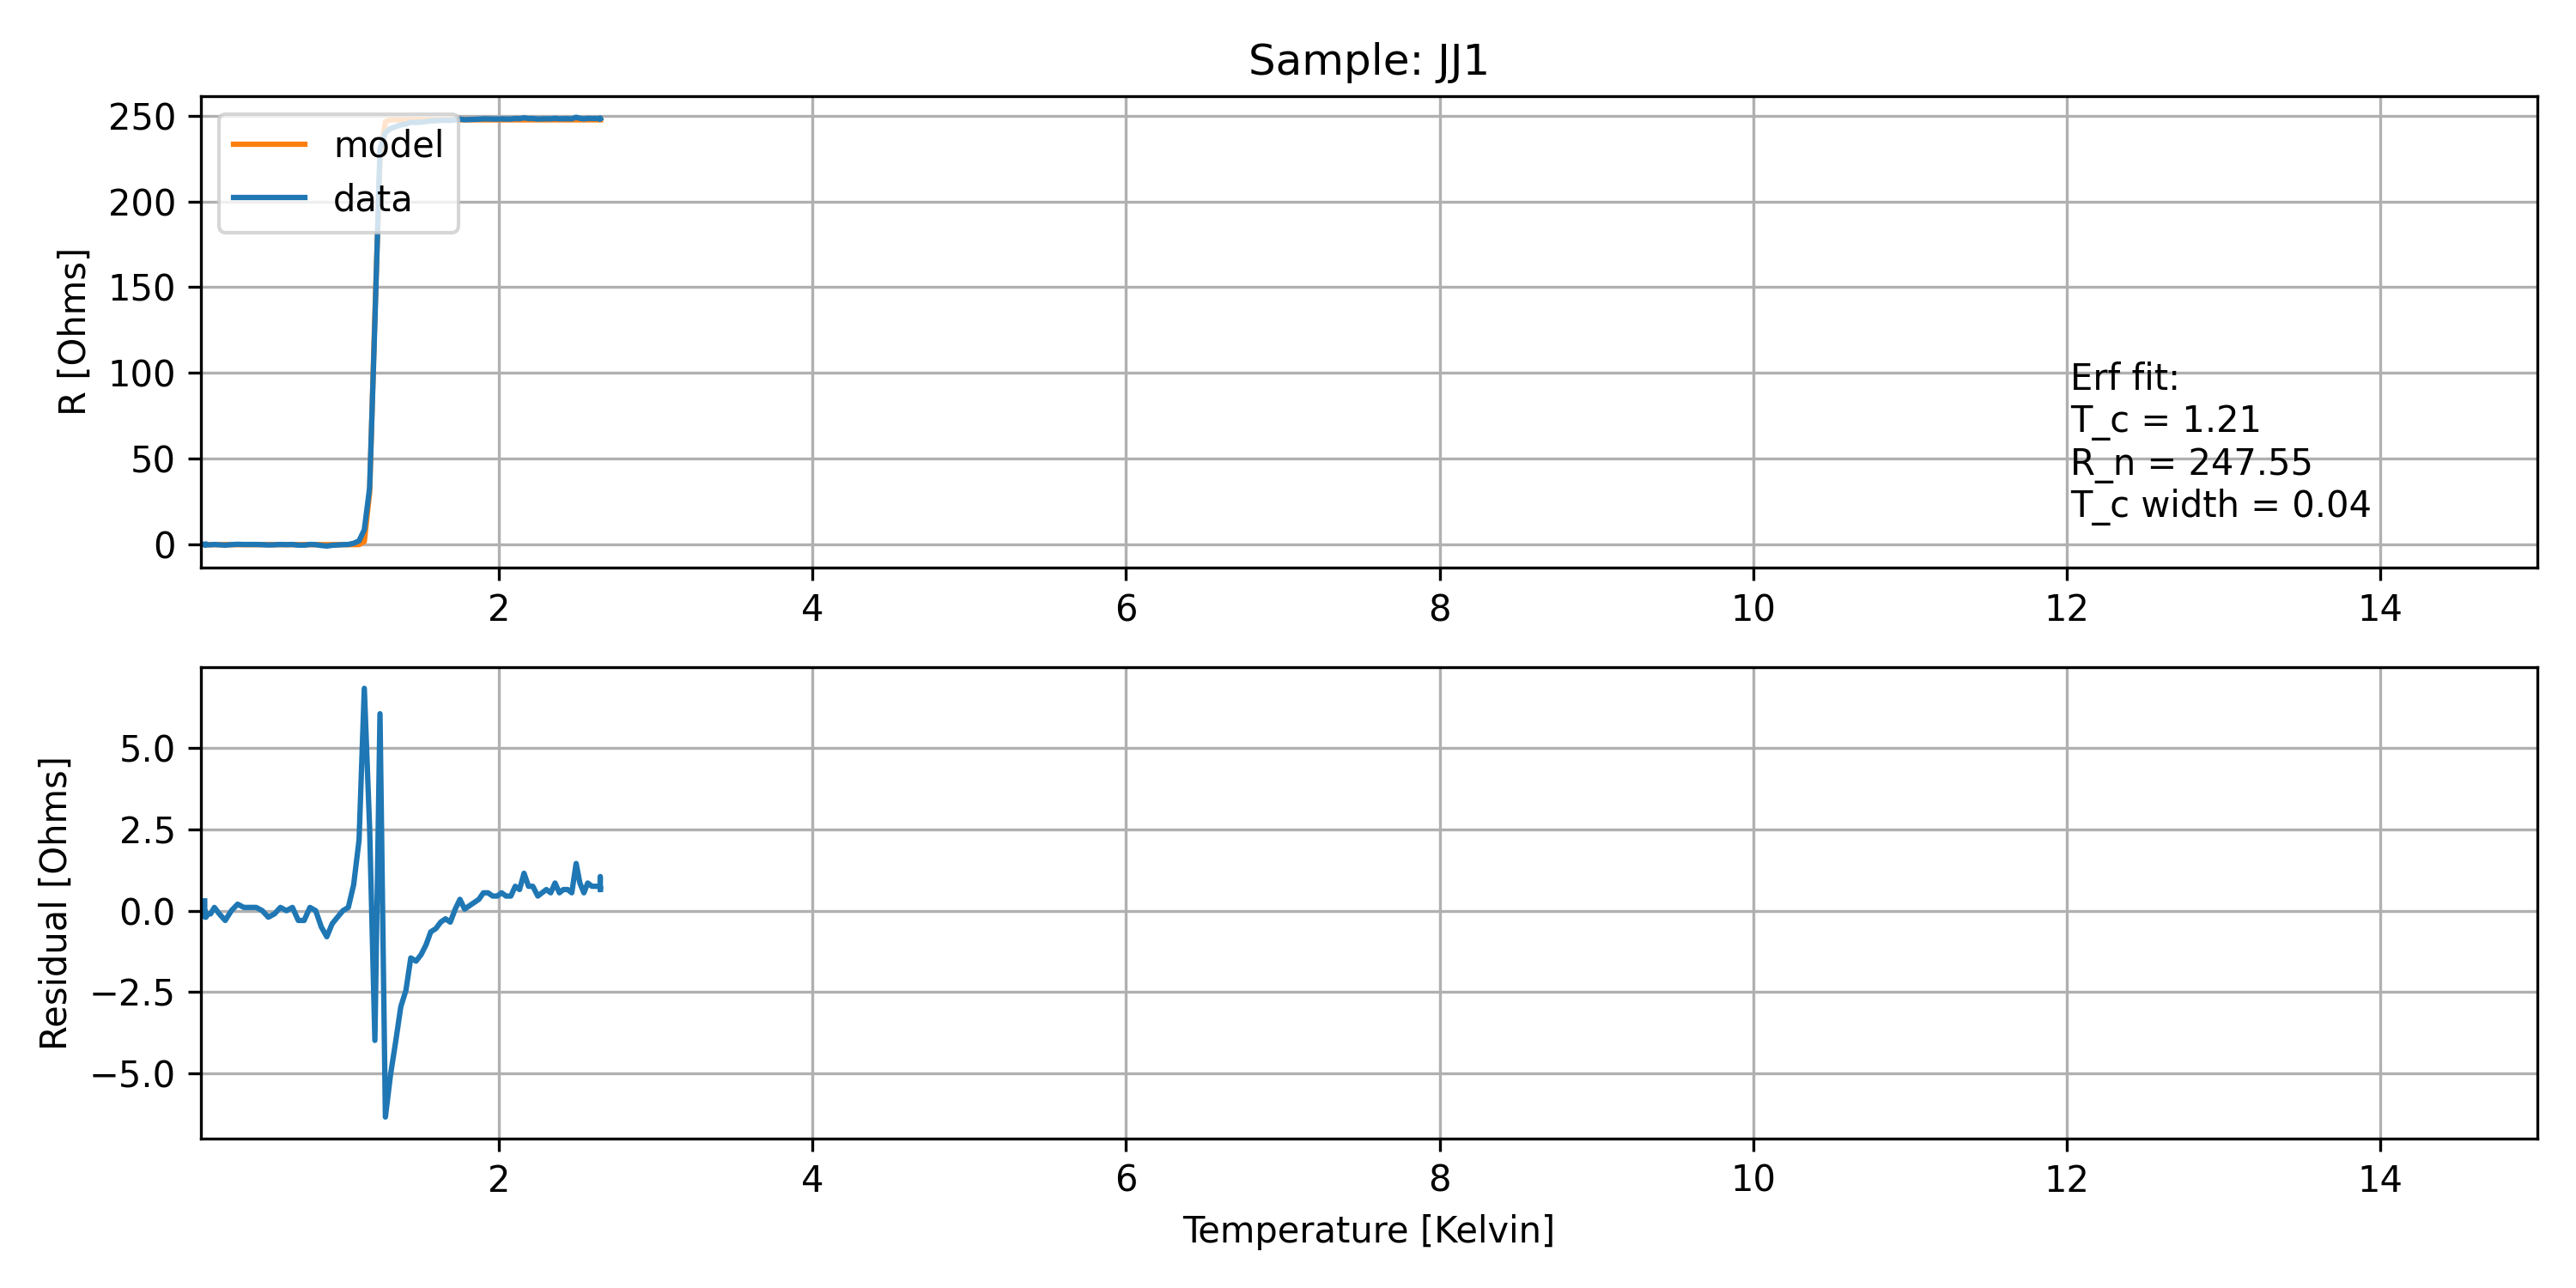 Sample: JJ1
R [Ohms]
250
200
150
100
50
0
model
data
Erf fit:
T_c = 1.21
R_n = 247.55
T_c width = 0.04
2 4 6 8 10 12 14
Residual [Ohms]
5.0
2.5
0.0
−2.5
−5.0
2 4 6 8 10 12 14
Temperature [Kelvin]